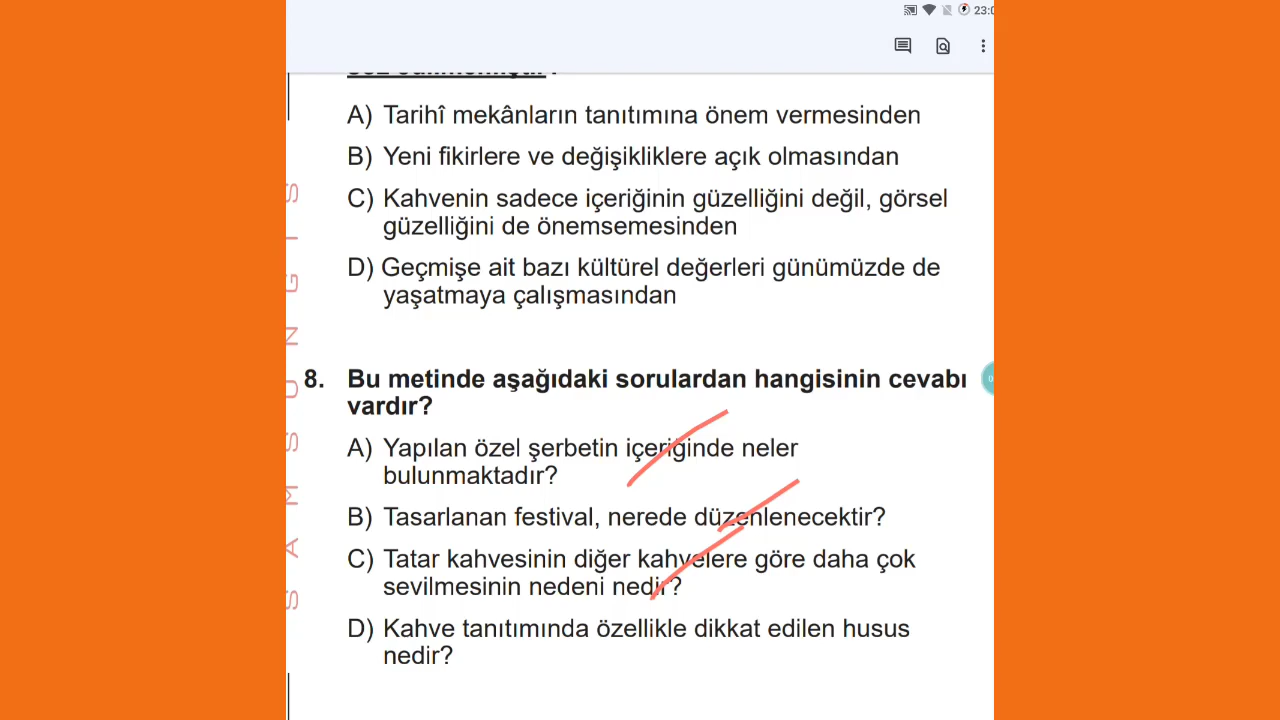 23:0
A) Tarihî mekânların tanıtımına önem vermesinden
B) Yeni fikirlere ve değişikliklere açık olmasından
C) Kahvenin sadece içeriğinin güzelliğini değil, görsel
güzelliğini de önemsemesinden
D) Geçmişe ait bazı kültürel değerleri günümüzde de
yaşatmaya çalışmasından
8. Bu metinde aşağıdaki sorulardan hangisinin cevabı
vardır?
A) Yapılan özel şerbetin içeriğinde neler
bulunmaktadır?
B) Tasarlanan festival, nerede düzenlenecektir?
C) Tatar kahvesinin diğer kahvelere göre daha çok
sevilmesinin nedeni nedir?
D) Kahve tanıtımında özellikle dikkat edilen husus
nedir?
S A M S U N G I S